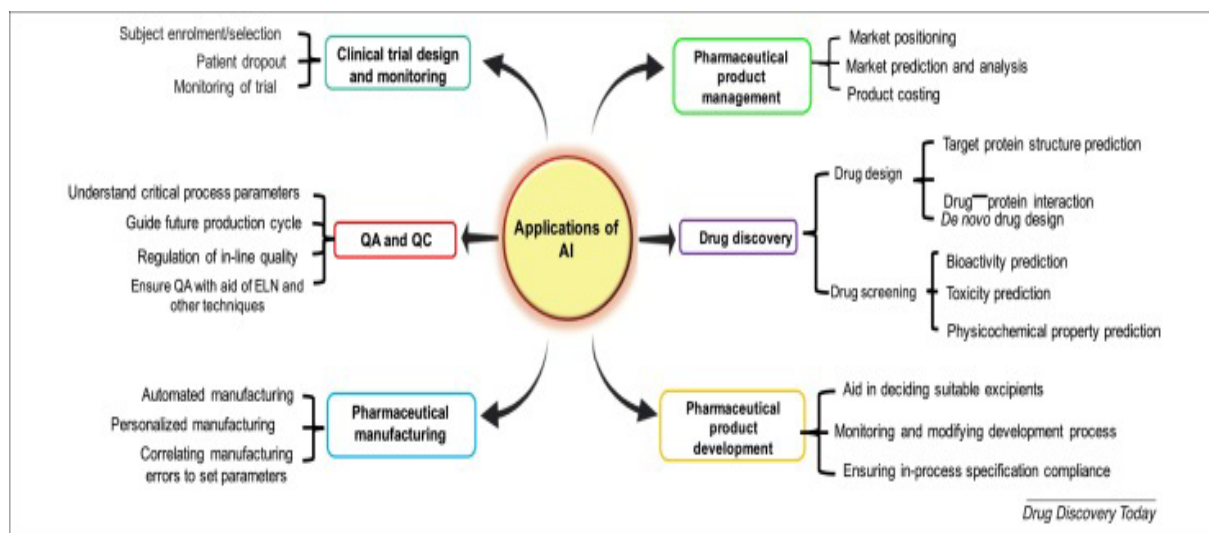 Subject enrolment/selection
Patient dropout
Monitoring of trial
Clinical trial design
and monitoring
Pharmaceutical
product
management
Market positioning
Market prediction and analysis
Product costing
Understand critical process parameters
Guide future production cycle
Regulation of in-line quality
Ensure QA with aid of ELN and
other techniques
QA and QC
Applications of
AI
Drug discovery
Drug design
Target protein structure prediction
Drug—protein interaction
De novo drug design
Drug screening
Bioactivity prediction
Toxicity prediction
Physicochemical property prediction
Automated manufacturing
Personalized manufacturing
Correlating manufacturing
errors to set parameters
Pharmaceutical
manufacturing
Pharmaceutical
product
development
Aid in deciding suitable excipients
Monitoring and modifying development process
Ensuring in-process specification compliance
Drug Discovery Today